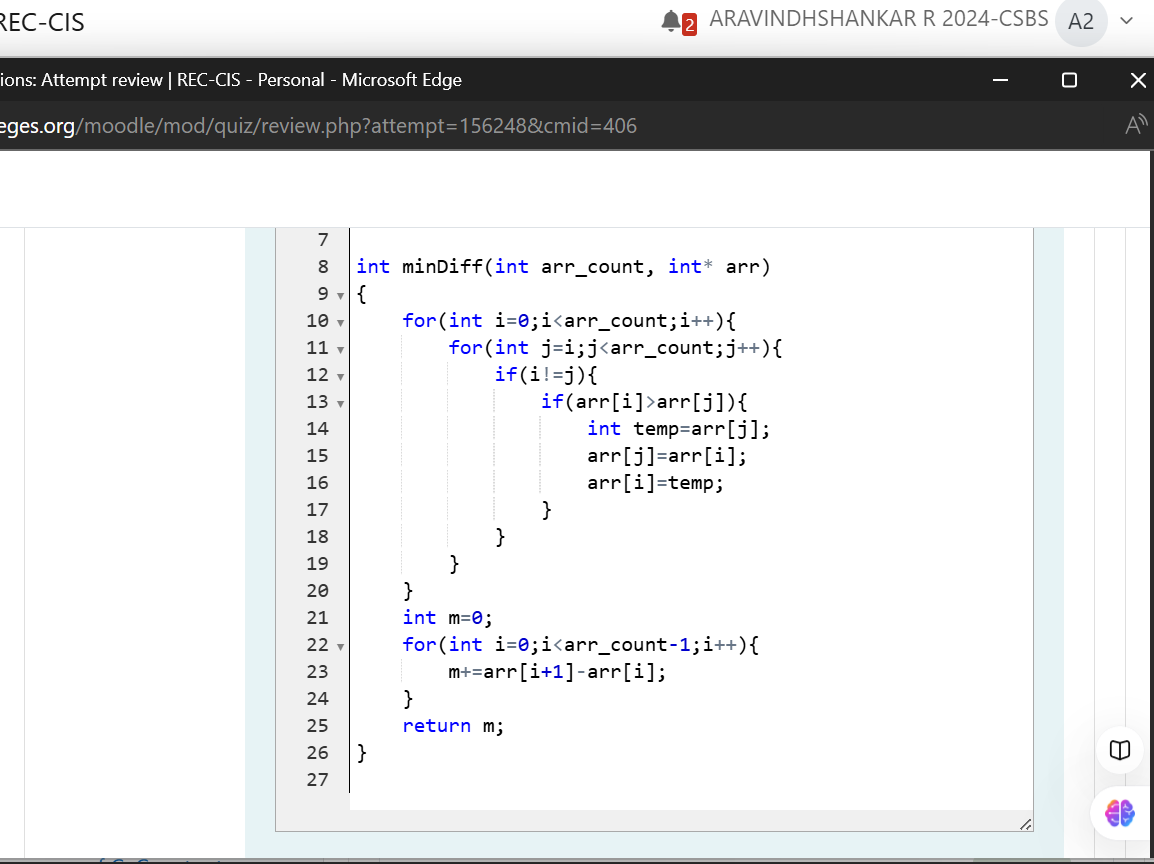 REC-CIS
2
ARAVINDHSHANKAR R 2024-CSBS
A2
ions: Attempt review | REC-CIS - Personal - Microsoft Edge
eges.org/moodle/mod/quiz/review.php?attempt=156248&cmid=406
7
8 int minDiff(int arr_count, int* arr)
9 {
10 for(int i=0;i<arr_count;i++){
11 for(int j=i;j<arr_count;j++){
12 if(i!=j){
13 if(arr[i]>arr[j]){
14 int temp=arr[j];
15 arr[j]=arr[i];
16 arr[i]=temp;
17 }
18 }
19 }
20 }
21 int m=0;
22 for(int i=0;i<arr_count-1;i++){
23 m+=arr[i+1]-arr[i];
24 }
25 return m;
26 }
27